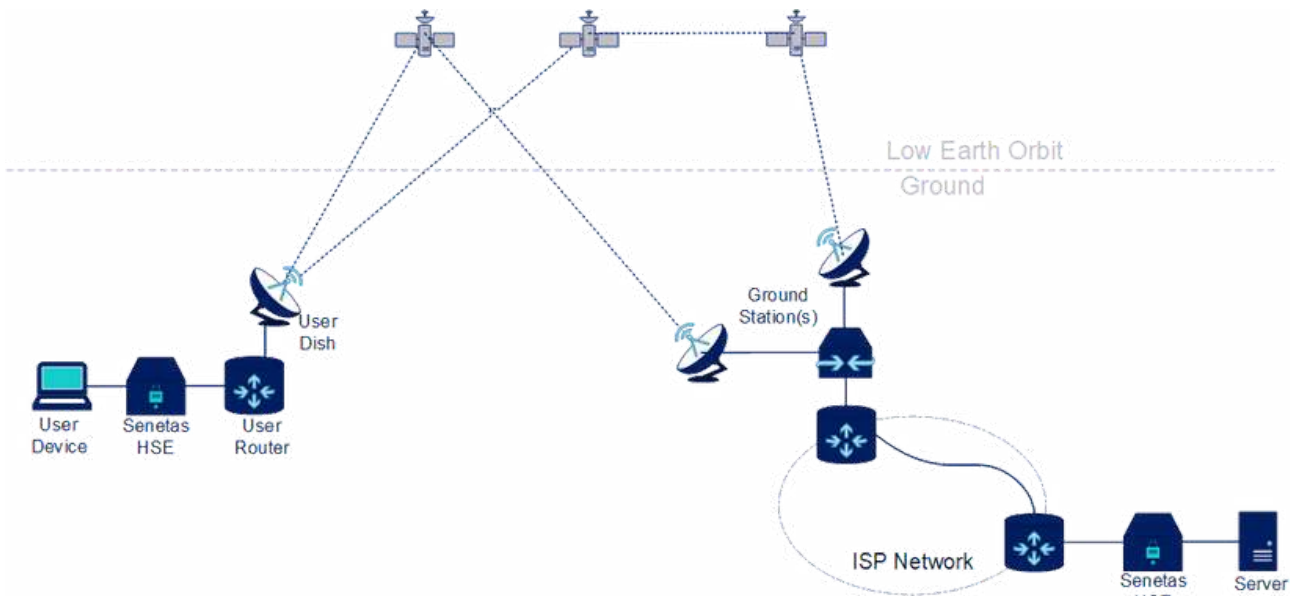 Low Earth Orbit
Ground
Ground
Station(s)
User
Dish
User
Device
Senetas
HSE
User
Router
ISP Network
Senetas
Server